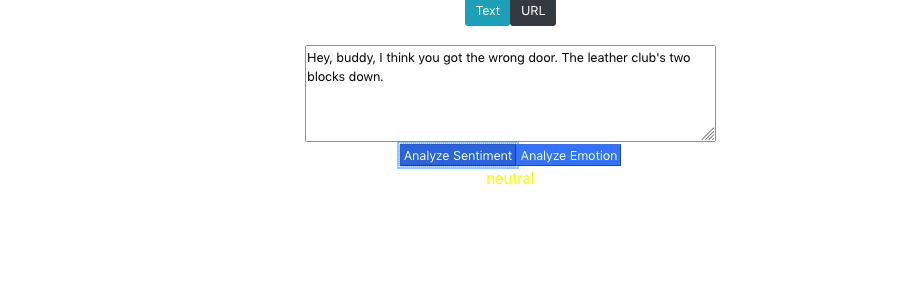 Text URL
Hey, buddy, I think you got the wrong door. The leather club's two
blocks down.
Analyze Sentiment Analyze Emotion
neutral